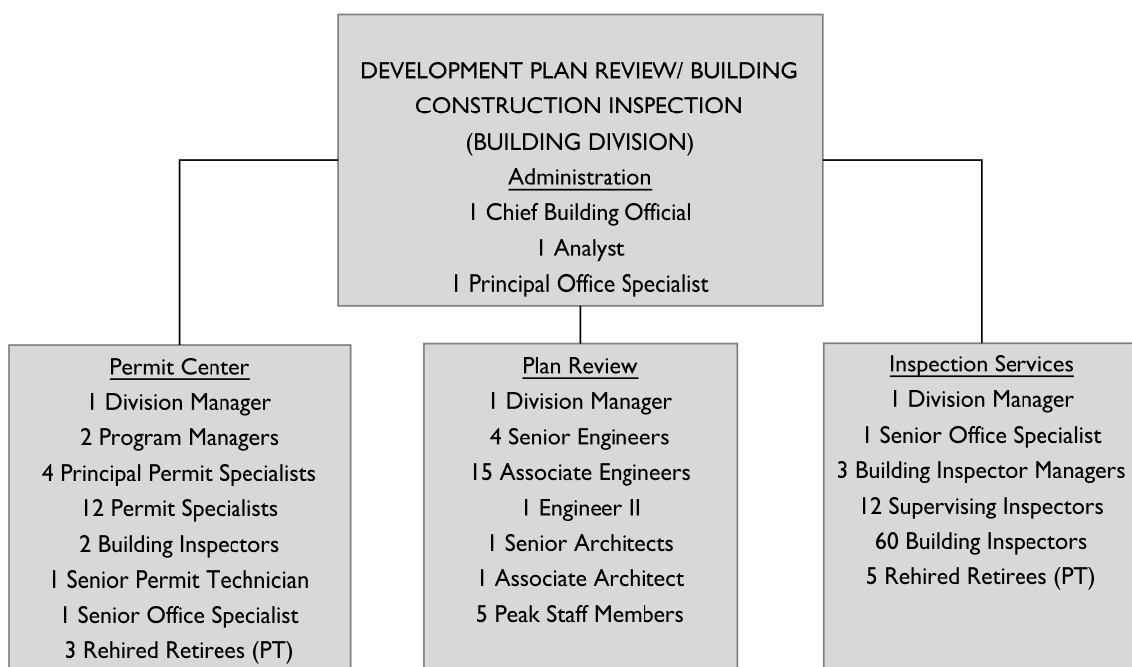 DEVELOPMENT PLAN REVIEW/ BUILDING
CONSTRUCTION INSPECTION
(BUILDING DIVISION)
Administration
1 Chief Building Official
1 Analyst
1 Principal Office Specialist
Permit Center
1 Division Manager
2 Program Managers
4 Principal Permit Specialists
12 Permit Specialists
2 Building Inspectors
1 Senior Permit Technician
1 Senior Office Specialist
3 Rehired Retirees (PT)
Plan Review
1 Division Manager
4 Senior Engineers
15 Associate Engineers
1 Engineer II
1 Senior Architects
1 Associate Architect
5 Peak Staff Members
Inspection Services
1 Division Manager
1 Senior Office Specialist
3 Building Inspector Managers
12 Supervising Inspectors
60 Building Inspectors
5 Rehired Retirees (PT)